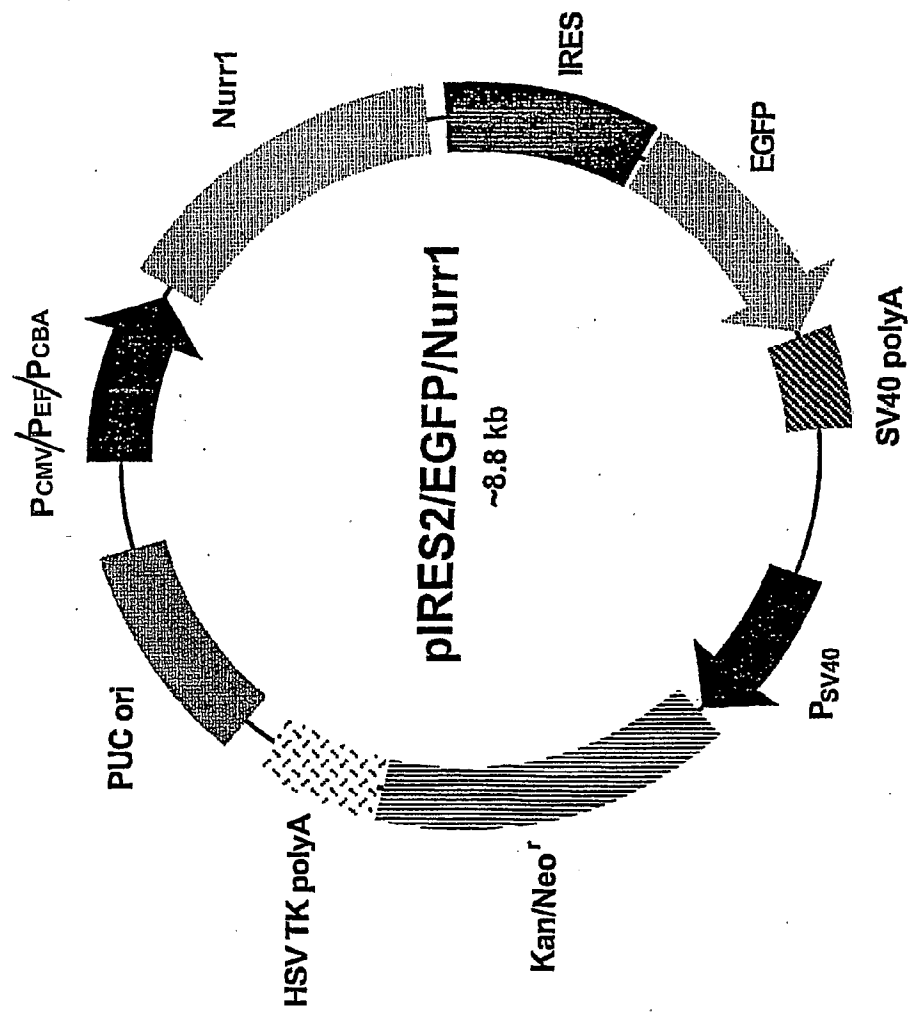 PCMV/PEF/PCBA
Nurr1
IRES
EGFP
SV40 polyA
PSV40
Kan/Neoʳ
HSV TK polyA
PUC ori
pIRES2/EGFP/Nurr1
~8.8 kb